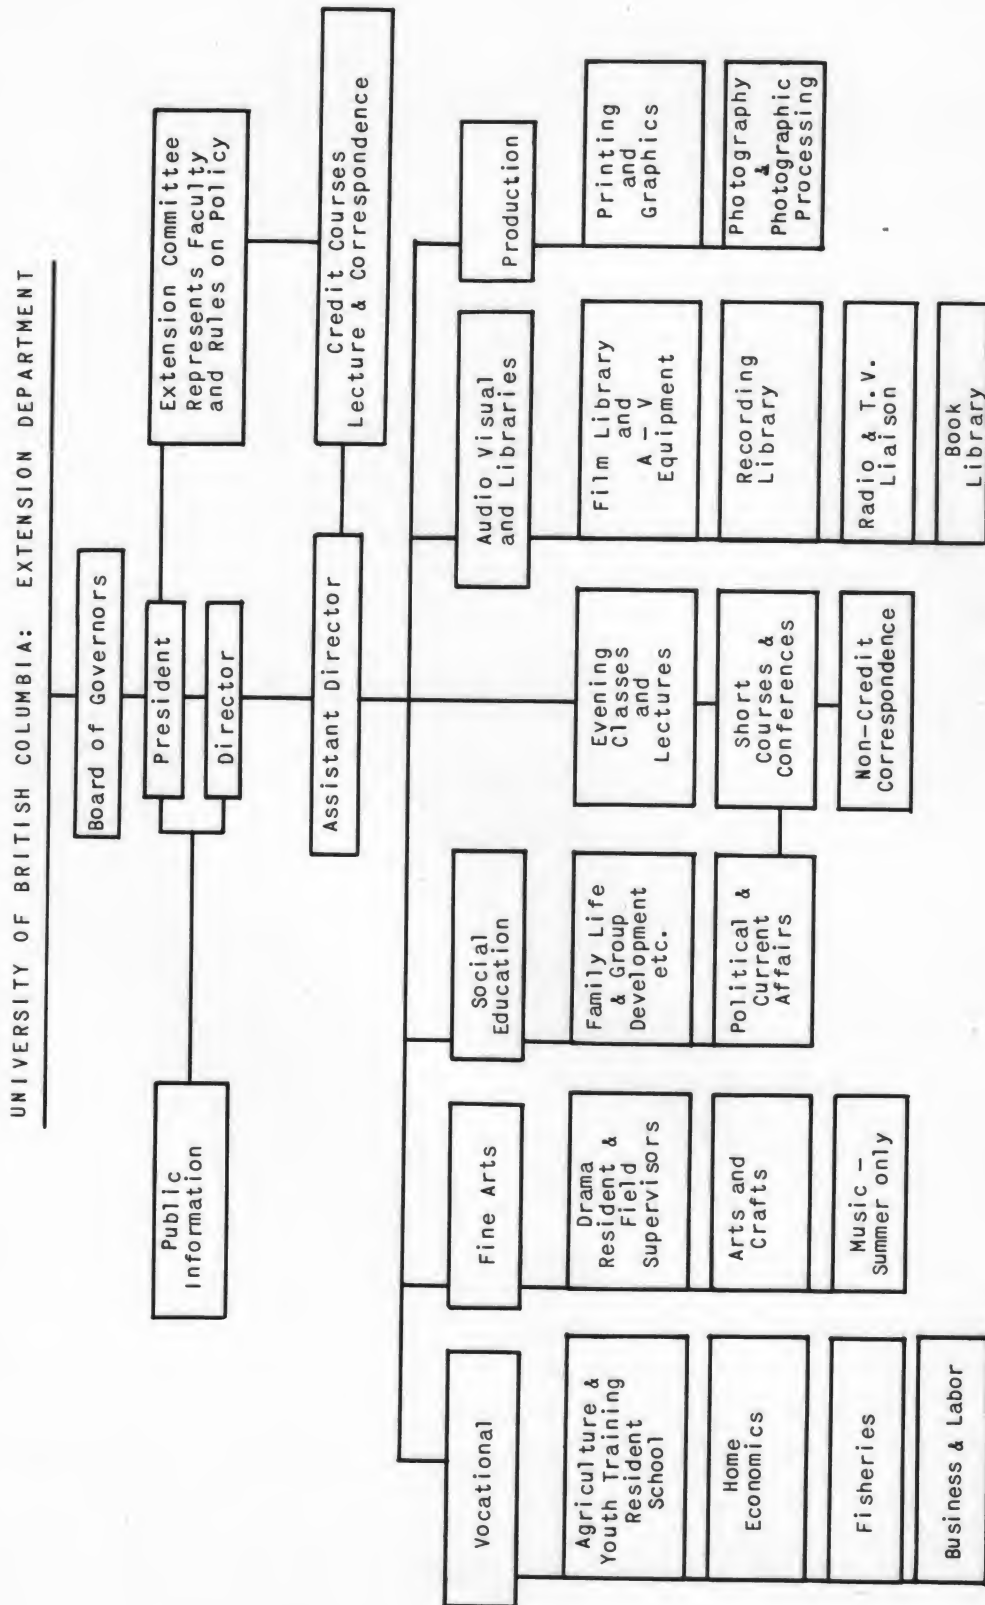 UNIVERSITY OF BRITISH COLUMBIA: EXTENSION DEPARTMENT
Board of Governors
President
Director
Public
Information
Extension Committee
Represents Faculty
and Rules on Policy
Assistant Director
Credit Courses
Lecture & Correspondence
Vocational
Agriculture &
Youth Training
Resident
School
Home
Economics
Fisheries
Business & Labor
Fine Arts
Drama
Resident &
Field
Supervisors
Arts and
Crafts
Music –
Summer only
Social
Education
Family Life
& Group
Development
etc.
Political &
Current
Affairs
Evening
Classes
and
Lectures
Short
Courses &
Conferences
Non-Credit
Correspondence
Audio Visual
and Libraries
Film Library
and
A – V
Equipment
Recording
Library
Radio & T.V.
Liaison
Book
Library
Production
Printing
and
Graphics
Photography
&
Photographic
Processing